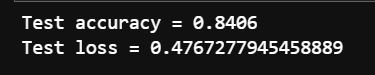 Test accuracy = 0.8406
Test loss = 0.4767277945458889